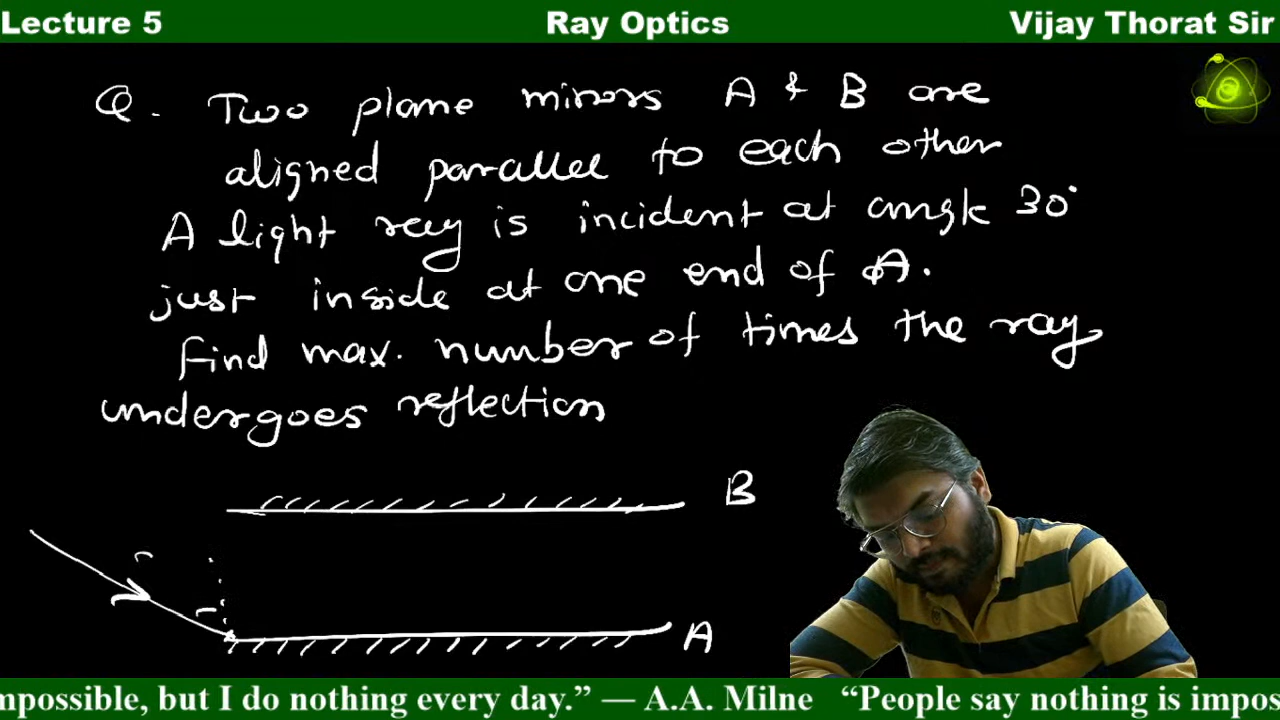 Lecture 5 Ray Optics Vijay Thorat Sir
Q. Two plane mirrors A & B are
aligned parallel to each other
A light ray is incident at angle 30°
just inside at one end of A.
Find max. number of times the ray
undergoes reflection
B
A
mpossible, but I do nothing every day.” — A.A. Milne “People say nothing is impos